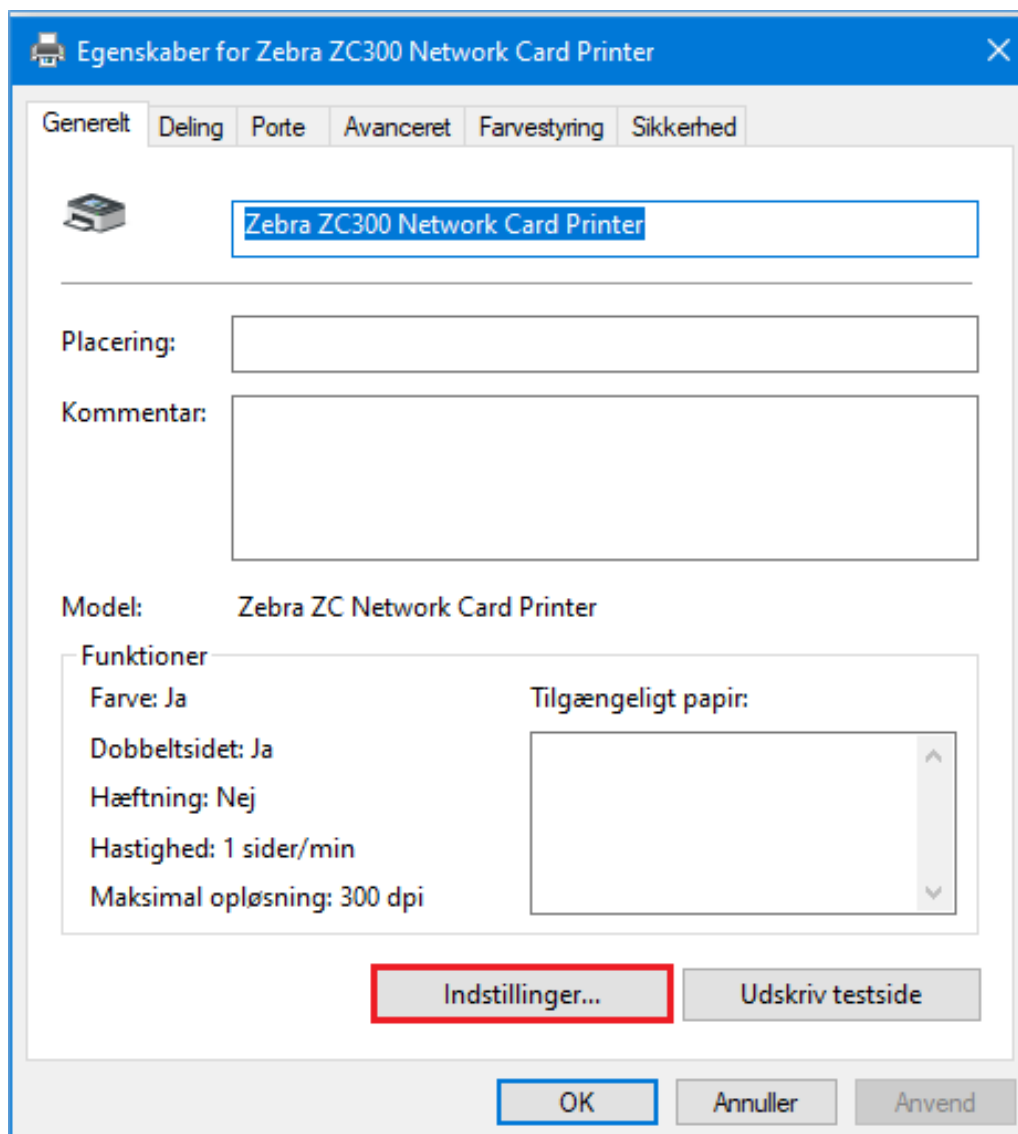 Egenskaber for Zebra ZC300 Network Card Printer
Generelt Deling Porte Avanceret Farvestyring Sikkerhed
Zebra ZC300 Network Card Printer
Placering:
Kommentar:
Model: Zebra ZC Network Card Printer
Funktioner
Farve: Ja Tilgængeligt papir:
Dobbeltsidet: Ja
Hæftning: Nej
Hastighed: 1 sider/min
Maksimal opløsning: 300 dpi
Indstillinger... Udskriv testside
OK Annuller Anvend